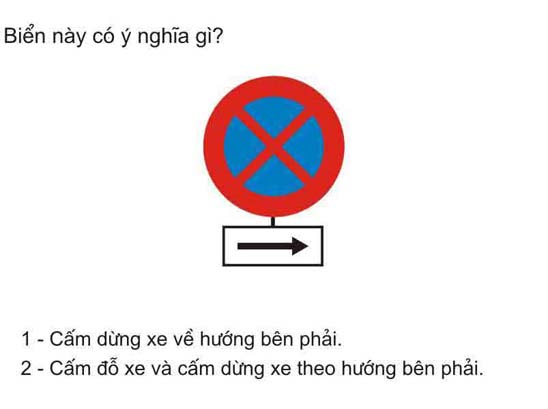 Biển này có ý nghĩa gì?
1 - Cấm dừng xe về hướng bên phải.
2 - Cấm đỗ xe và cấm dừng xe theo hướng bên phải.